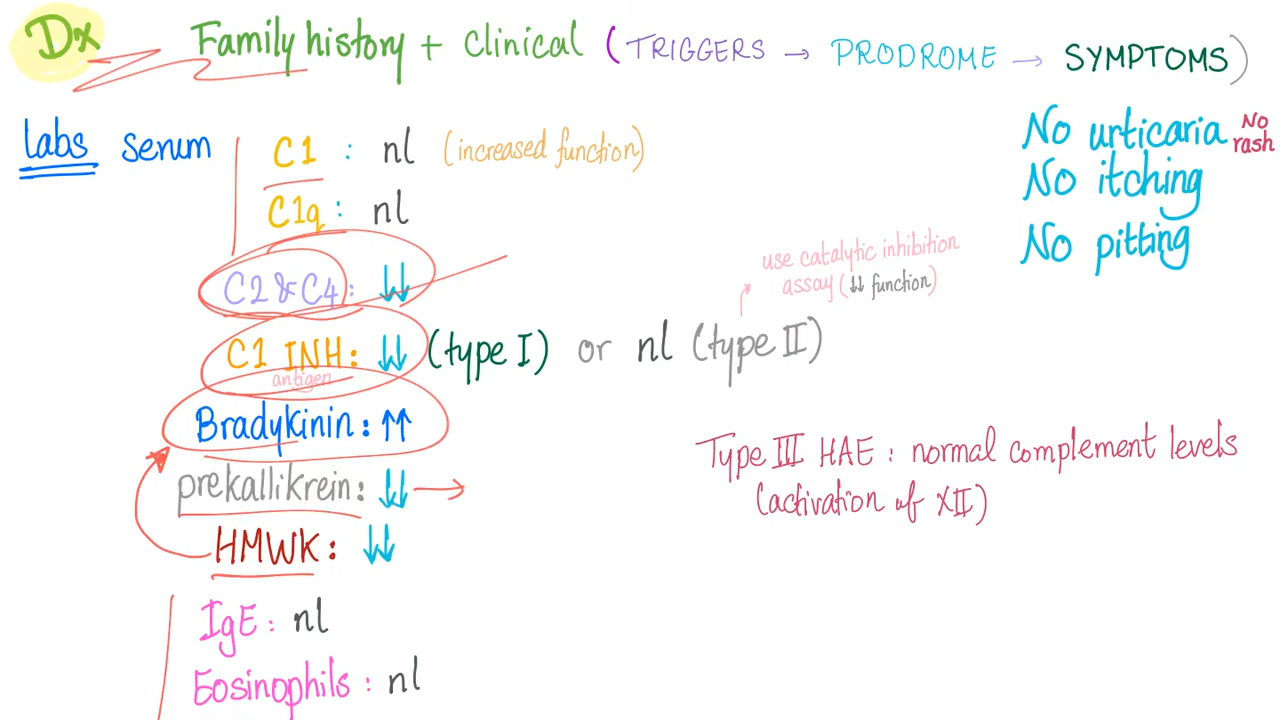 Dx Family history + Clinical (TRIGGERS → PRODROME → SYMPTOMS)
No urticaria No rash
No itching
No pitting
labs serum
C1 : nl (increased function)
C1q : nl
C2 & C4 : ↓↓
use catalytic inhibition
assay (↓↓ function)
C1 INH : ↓↓ (type I) or nl (type II)
antigen
Bradykinin : ↑↑
prekallikrein : ↓↓ →
HMWK : ↓↓
Type III HAE : normal complement levels
(activation of XII)
IgE : nl
Eosinophils : nl